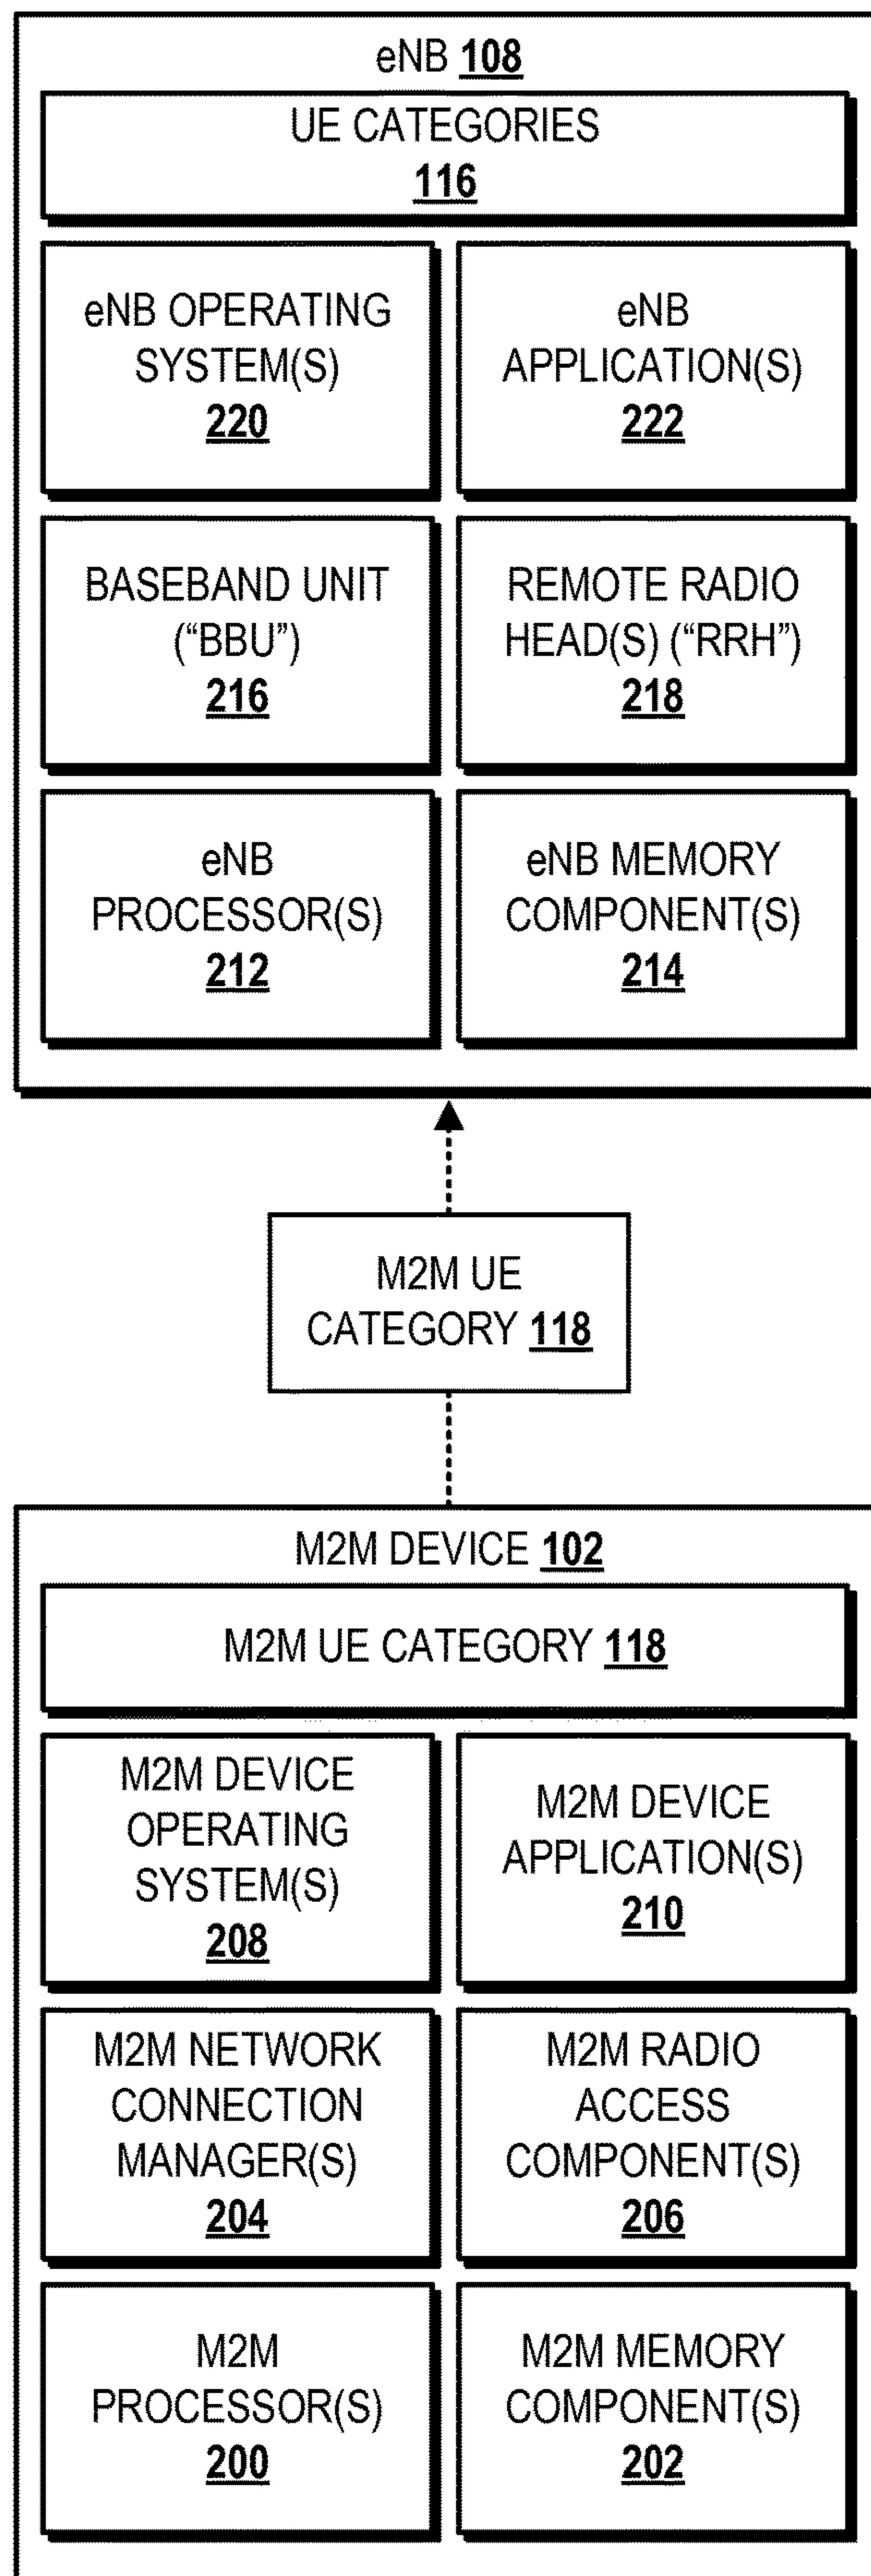 eNB 108
UE CATEGORIES
116
eNB OPERATING
SYSTEM(S)
220
eNB
APPLICATION(S)
222
BASEBAND UNIT
(“BBU”)
216
REMOTE RADIO
HEAD(S) (“RRH”)
218
eNB
PROCESSOR(S)
212
eNB MEMORY
COMPONENT(S)
214
M2M UE
CATEGORY 118
M2M DEVICE 102
M2M UE CATEGORY 118
M2M DEVICE
OPERATING
SYSTEM(S)
208
M2M DEVICE
APPLICATION(S)
210
M2M NETWORK
CONNECTION
MANAGER(S)
204
M2M RADIO
ACCESS
COMPONENT(S)
206
M2M
PROCESSOR(S)
200
M2M MEMORY
COMPONENT(S)
202